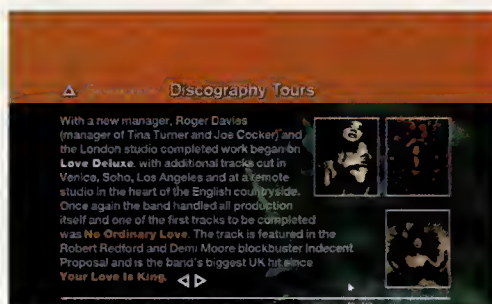 Discography Tours
With a new manager, Roger Davies
(manager of Tina Turner and Joe Cocker) and
the London studio completed work began on
Love Deluxe, with additional tracks cut in
Venice, Soho, Los Angeles and at a remote
studio in the heart of the English countryside.
Once again the band handled all production
itself and one of the first tracks to be completed
was No Ordinary Love. The track is featured in the
Robert Redford and Demi Moore blockbuster Indecent
Proposal and is the band's biggest UK hit since
Your Love Is King.